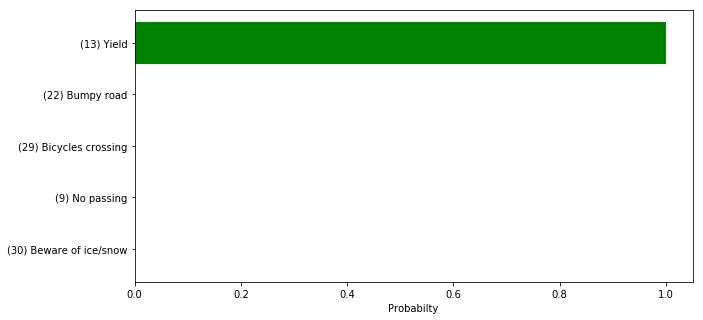 (13) Yield
(22) Bumpy road
(29) Bicycles crossing
(9) No passing
(30) Beware of ice/snow
0.0 0.2 0.4 0.6 0.8 1.0
Probabilty